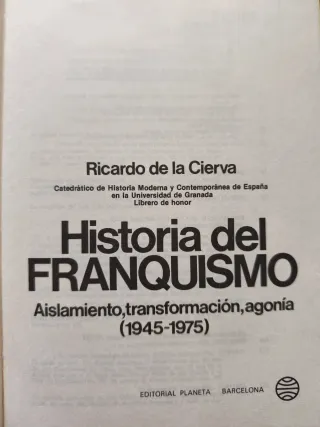 Ricardo de la Cierva
Catedrático de Historia Moderna y Contemporánea de España
en la Universidad de Granada
Librero de honor
Historia del
FRANQUISMO
Aislamiento,transformación,agonía
(1945-1975)
EDITORIAL PLANETA BARCELONA